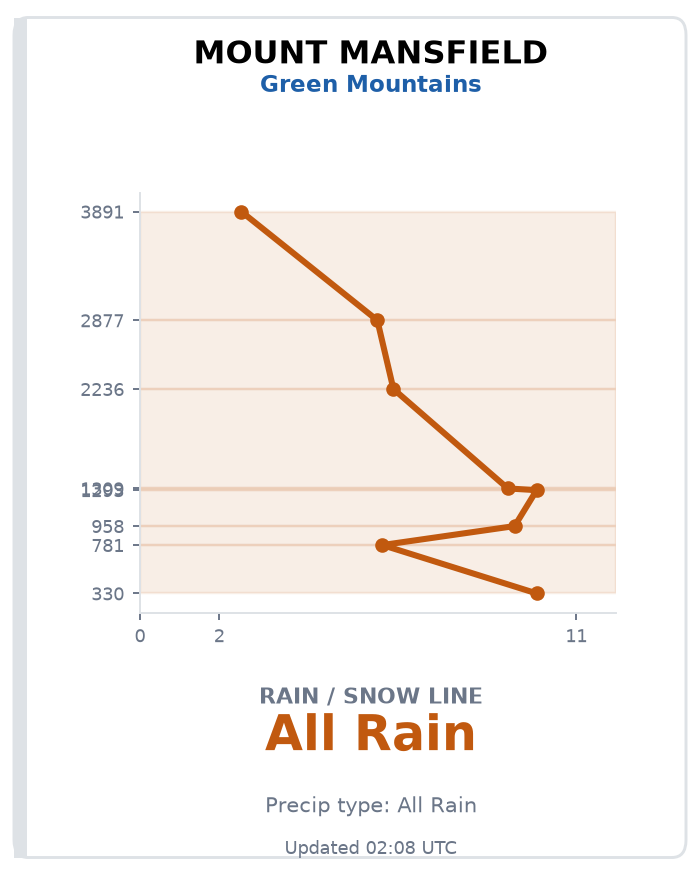 MOUNT MANSFIELD
Green Mountains
3891
2877
2236
958
781
330
0 2 11
RAIN / SNOW LINE
All Rain
Precip type: All Rain
Updated 02:08 UTC